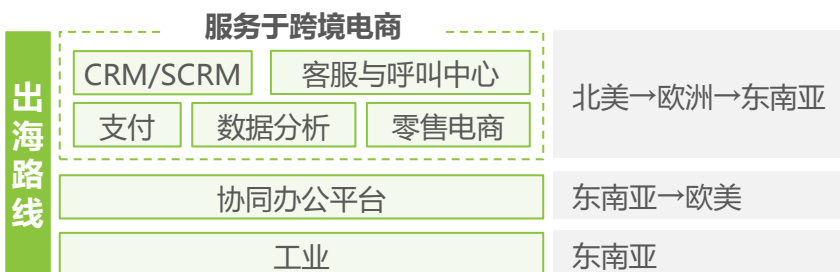 服务于跨境电商
出海路线
CRM/SCRM
客服与呼叫中心
支付
数据分析
零售电商
北美→欧洲→东南亚
协同办公平台
东南亚→欧美
工业
东南亚